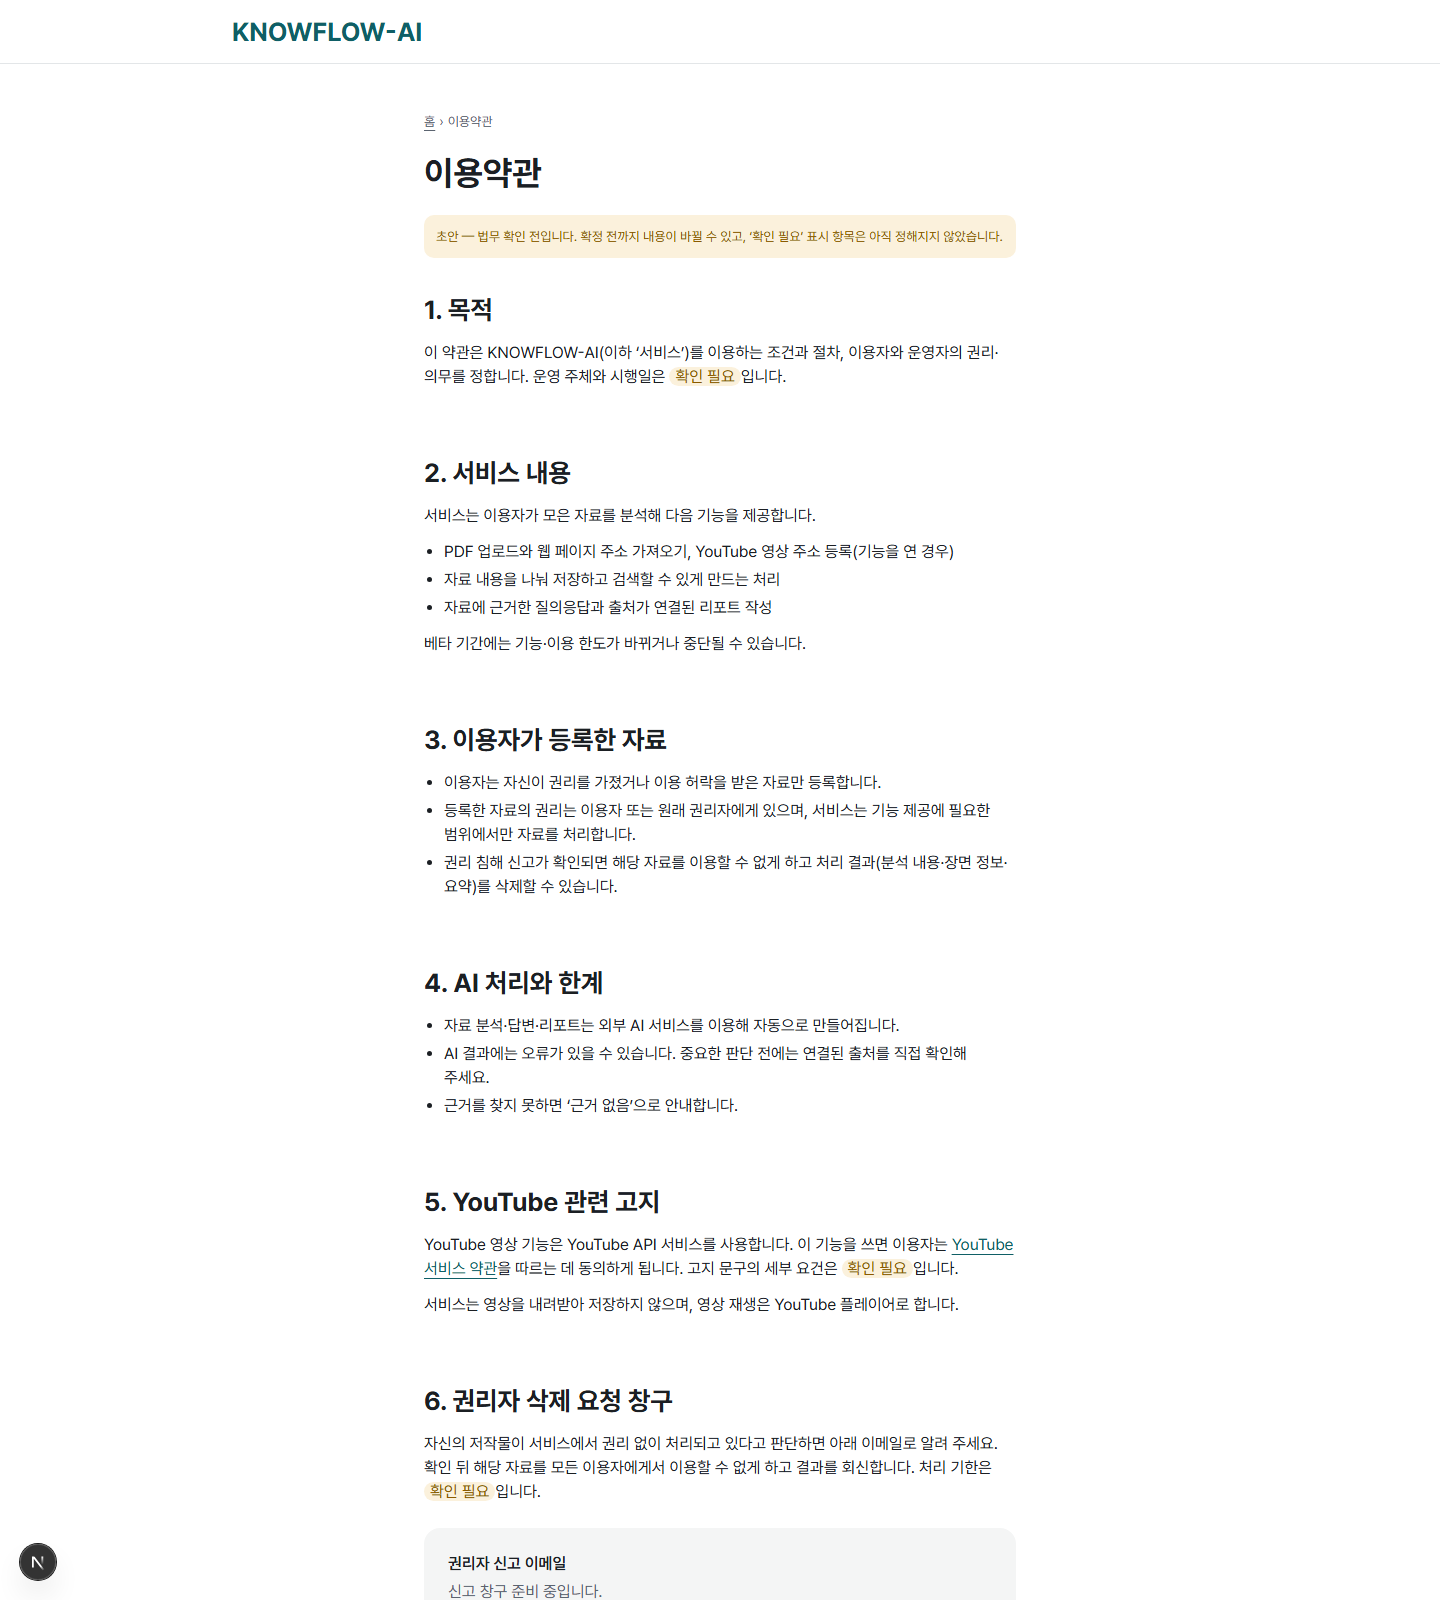 KNOWFLOW-AI
홈 › 이용약관
이용약관
초안 — 법무 확인 전입니다. 확정 전까지 내용이 바뀔 수 있고, ‘확인 필요’ 표시 항목은 아직 정해지지 않았습니다.
1. 목적
이 약관은 KNOWFLOW-AI(이하 ‘서비스’)를 이용하는 조건과 절차, 이용자와 운영자의 권리·
의무를 정합니다. 운영 주체와 시행일은 확인 필요 입니다.
2. 서비스 내용
서비스는 이용자가 모은 자료를 분석해 다음 기능을 제공합니다.
• PDF 업로드와 웹 페이지 주소 가져오기, YouTube 영상 주소 등록(기능을 연 경우)
• 자료 내용을 나눠 저장하고 검색할 수 있게 만드는 처리
• 자료에 근거한 질의응답과 출처가 연결된 리포트 작성
베타 기간에는 기능·이용 한도가 바뀌거나 중단될 수 있습니다.
3. 이용자가 등록한 자료
• 이용자는 자신이 권리를 가졌거나 이용 허락을 받은 자료만 등록합니다.
• 등록한 자료의 권리는 이용자 또는 원래 권리자에게 있으며, 서비스는 기능 제공에 필요한
범위에서만 자료를 처리합니다.
• 권리 침해 신고가 확인되면 해당 자료를 이용할 수 없게 하고 처리 결과(분석 내용·장면 정보·
요약)를 삭제할 수 있습니다.
4. AI 처리와 한계
• 자료 분석·답변·리포트는 외부 AI 서비스를 이용해 자동으로 만들어집니다.
• AI 결과에는 오류가 있을 수 있습니다. 중요한 판단 전에는 연결된 출처를 직접 확인해
주세요.
• 근거를 찾지 못하면 ‘근거 없음’으로 안내합니다.
5. YouTube 관련 고지
YouTube 영상 기능은 YouTube API 서비스를 사용합니다. 이 기능을 쓰면 이용자는 YouTube
서비스 약관을 따르는 데 동의하게 됩니다. 고지 문구의 세부 요건은 확인 필요 입니다.
서비스는 영상을 내려받아 저장하지 않으며, 영상 재생은 YouTube 플레이어로 합니다.
6. 권리자 삭제 요청 창구
자신의 저작물이 서비스에서 권리 없이 처리되고 있다고 판단하면 아래 이메일로 알려 주세요.
확인 뒤 해당 자료를 모든 이용자에게서 이용할 수 없게 하고 결과를 회신합니다. 처리 기한은
확인 필요 입니다.
권리자 신고 이메일
신고 창구 준비 중입니다.
N